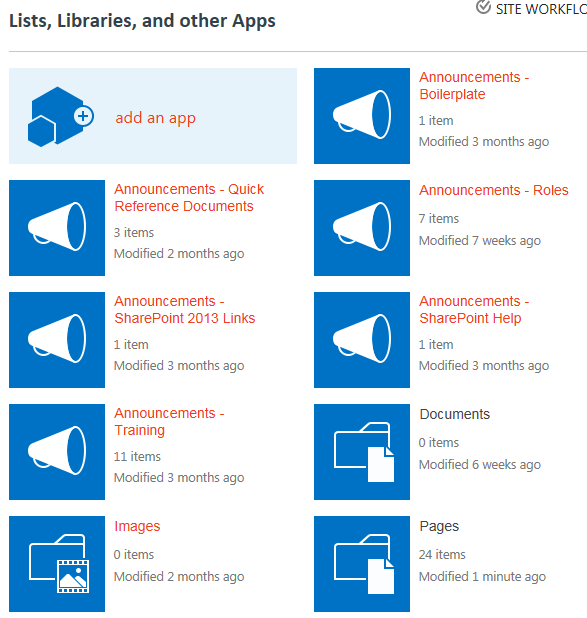 Lists, Libraries, and other Apps
SITE WORKFLO
add an app
Announcements -
Boilerplate
1 item
Modified 3 months ago
Announcements - Quick
Reference Documents
3 items
Modified 2 months ago
Announcements - Roles
7 items
Modified 7 weeks ago
Announcements -
SharePoint 2013 Links
1 item
Modified 3 months ago
Announcements -
SharePoint Help
1 item
Modified 3 months ago
Announcements -
Training
11 items
Modified 3 months ago
Documents
0 items
Modified 6 weeks ago
Images
0 items
Modified 2 months ago
Pages
24 items
Modified 1 minute ago